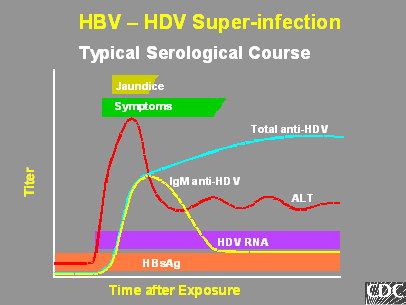 HBV – HDV Super-infection
Typical Serological Course
Jaundice
Symptoms
Total anti-HDV
IgM anti-HDV
ALT
Titer
HDV RNA
HBsAg
Time after Exposure
CDC